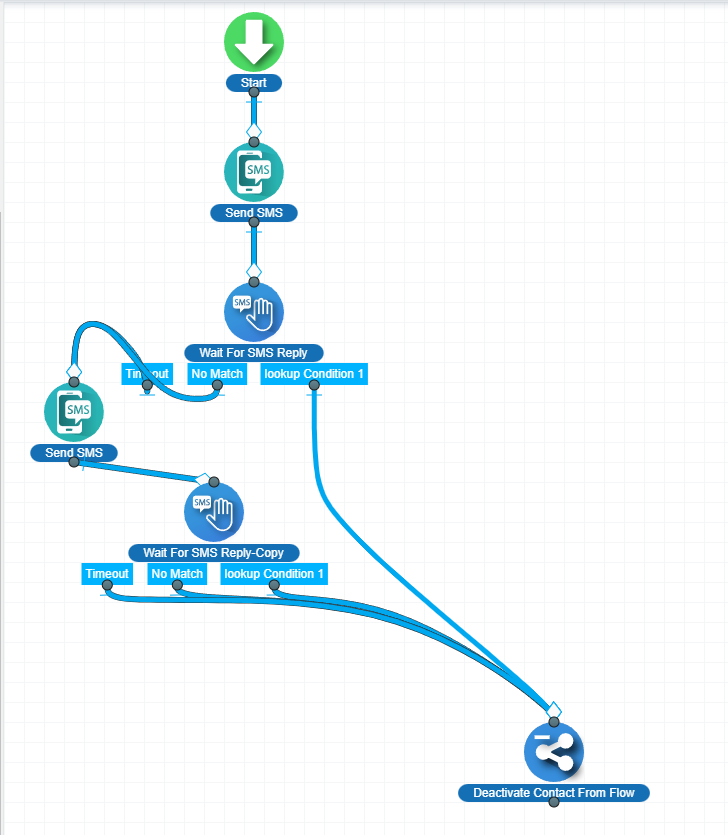 Start
SMS
Send SMS
SMS
Wait For SMS Reply
Timeout No Match lookup Condition 1
SMS
Send SMS
SMS
Wait For SMS Reply-Copy
Timeout No Match lookup Condition 1
Deactivate Contact From Flow